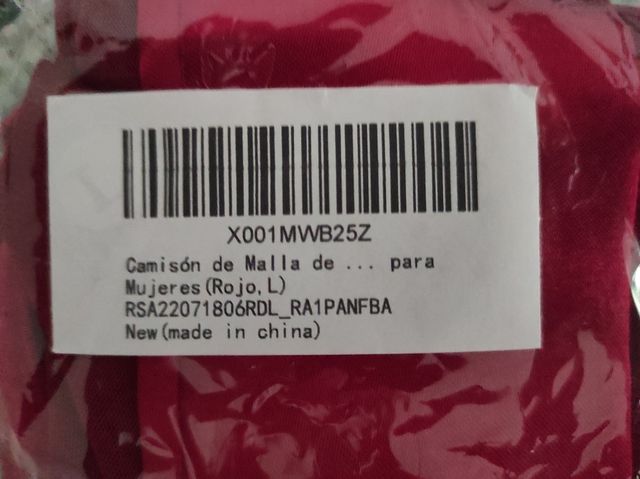 X001MWB25Z
Camisón de Malla de ... para
Mujeres(Rojo,L)
RSA22071806RDL_RA1PANFBA
New(made in china)